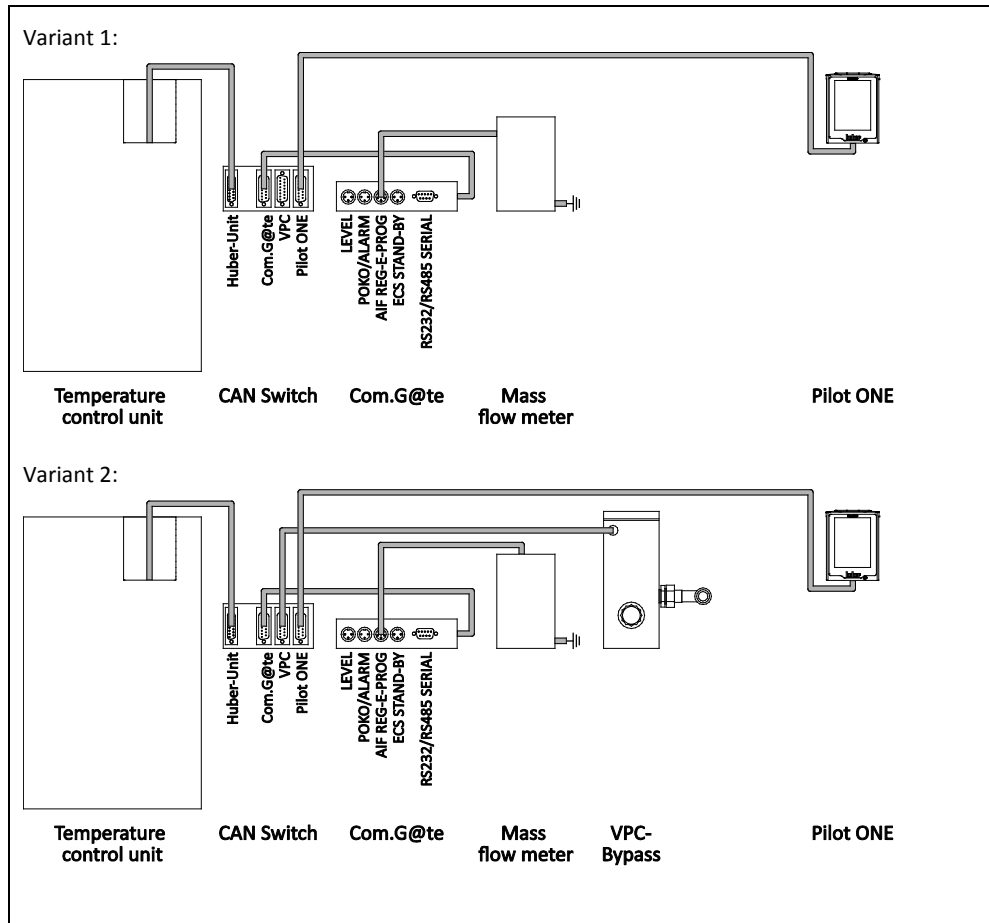 Variant 1:
Huber-Unit
Com.G@te
VPC
Pilot ONE
LEVEL
POKO/ALARM
AIF REG-E-PROG
ECS STAND-BY
RS232/RS485 SERIAL
Temperature
control unit
CAN Switch
Com.G@te
Mass
flow meter
Pilot ONE
Variant 2:
Huber-Unit
Com.G@te
VPC
Pilot ONE
LEVEL
POKO/ALARM
AIF REG-E-PROG
ECS STAND-BY
RS232/RS485 SERIAL
Temperature
control unit
CAN Switch
Com.G@te
Mass
flow meter
VPC-
Bypass
Pilot ONE